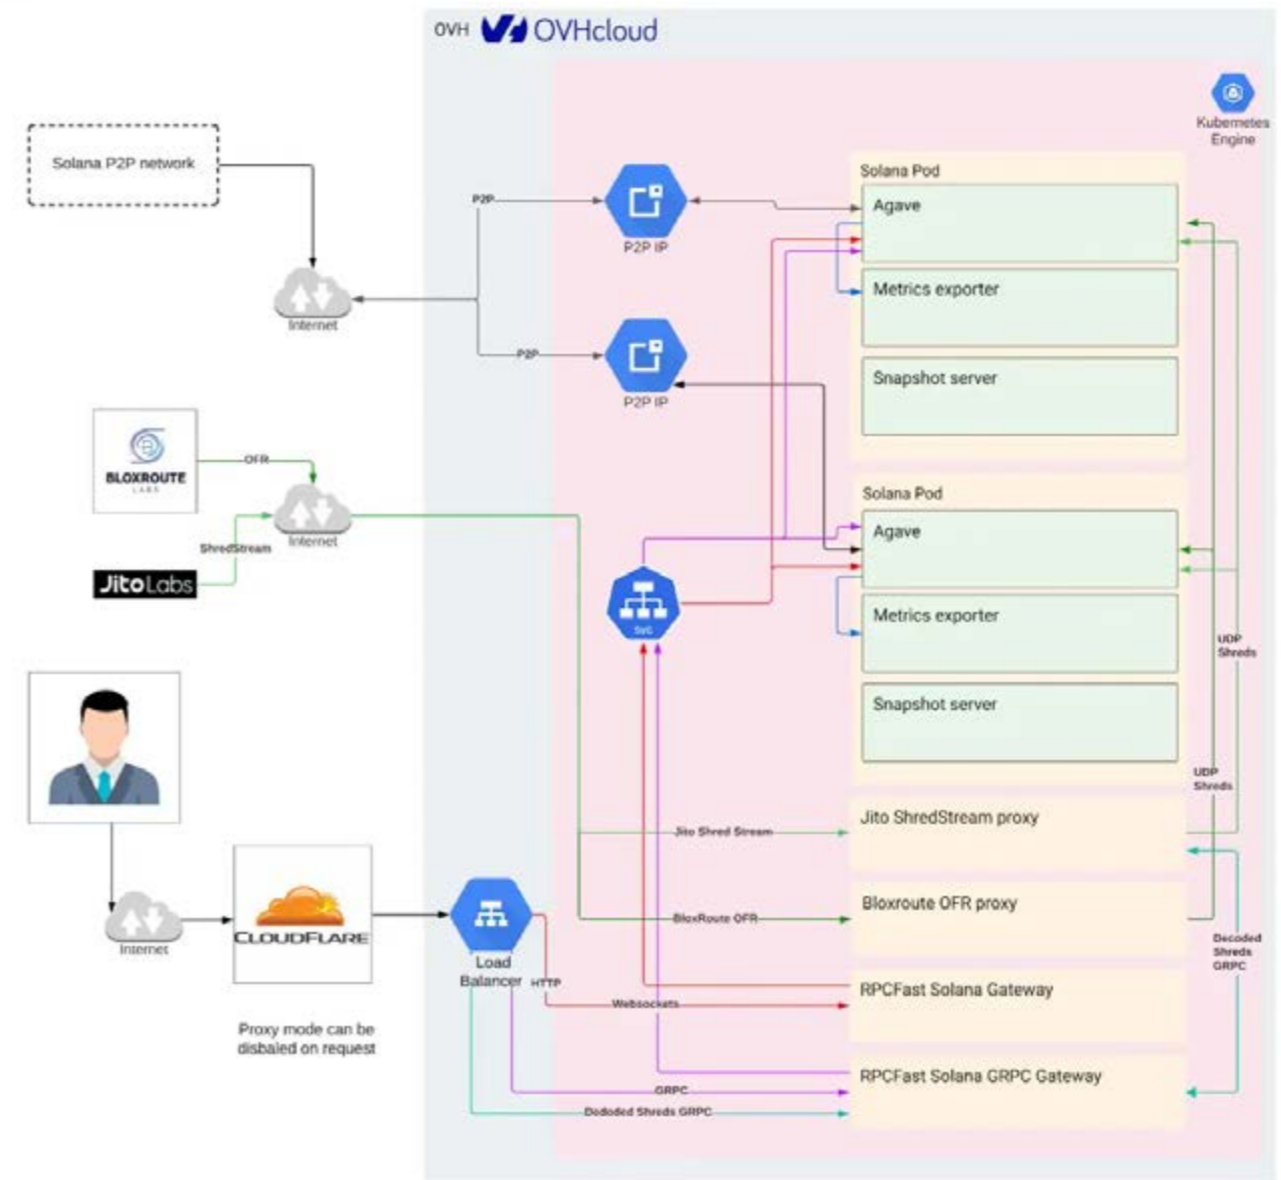 OVH OVHcloud
Kubernetes
Engine
Solana P2P network
Internet
P2P
P2P IP
P2P
P2P IP
Solana Pod
Agave
Metrics exporter
Snapshot server
BLOXROUTE
LABS
OFR
Internet
ShredStream
JitoLabs
Solana Pod
Agave
Metrics exporter
Snapshot server
svc
UDP
Shreds
UDP
Shreds
Jito Shred Stream
Jito ShredStream proxy
BloxRoute OFR
Bloxroute OFR proxy
Internet
CLOUDFLARE
Load
Balancer
HTTP
Decoded
Shreds
GRPC
Websockets
RPCFast Solana Gateway
Proxy mode can be
disbaled on request
RPCFast Solana GRPC Gateway
GRPC
Dedoded Shreds GRPC